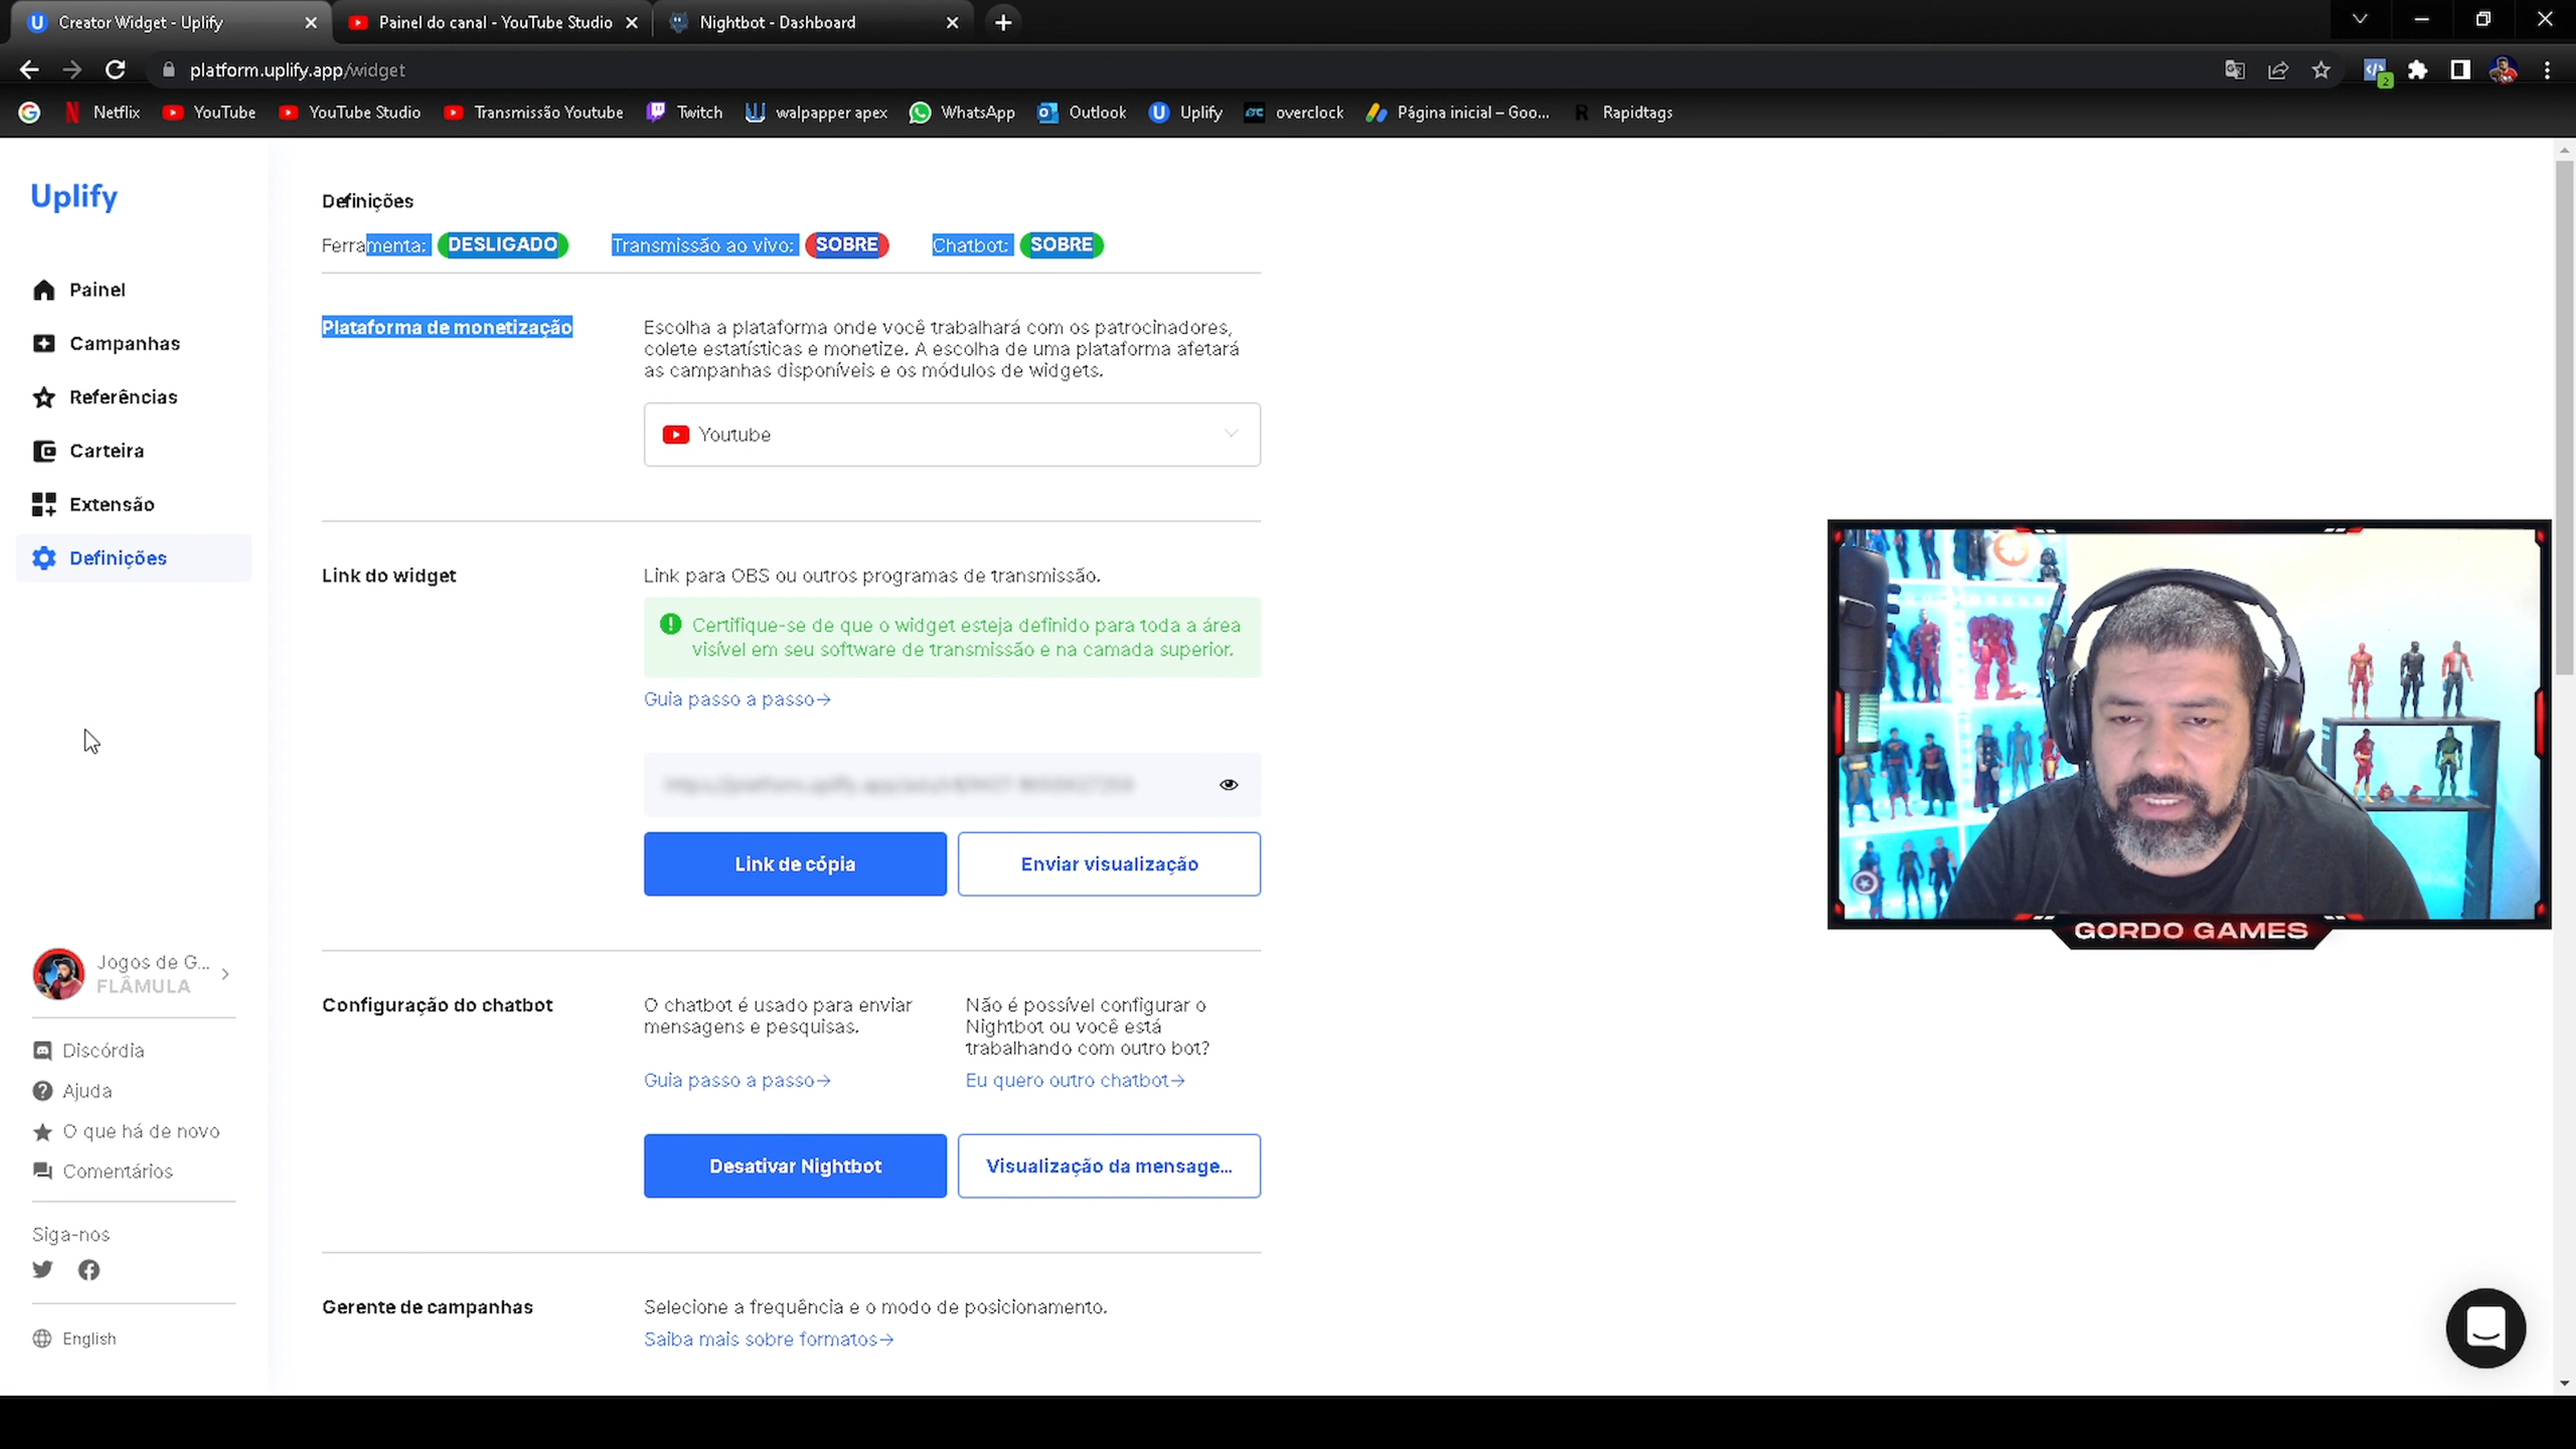 Creator Widget - Uplify
Painel do canal - YouTube Studio
Nightbot - Dashboard
platform.uplify.app/widget
2
Netflix
YouTube
YouTube Studio
Transmissão Youtube
Twitch
walpapper apex
WhatsApp
Outlook
Uplify
overclock
Página inicial – Goo...
Rapidtags
Uplify
Painel
Campanhas
Referências
Carteira
Extensão
Definições
Jogos de G...
FLÂMULA
Discórdia
Ajuda
O que há de novo
Comentários
Siga-nos
English
Definições
Ferramenta: DESLIGADO Transmissão ao vivo: SOBRE Chatbot: SOBRE
Plataforma de monetização
Escolha a plataforma onde você trabalhará com os patrocinadores,
colete estatísticas e monetize. A escolha de uma plataforma afetará
as campanhas disponíveis e os módulos de widgets.
Youtube
Link do widget
Link para OBS ou outros programas de transmissão.
Certifique-se de que o widget esteja definido para toda a área
visível em seu software de transmissão e na camada superior.
Guia passo a passo→
Link de cópia
Enviar visualização
Configuração do chatbot
O chatbot é usado para enviar
mensagens e pesquisas.
Guia passo a passo→
Não é possível configurar o
Nightbot ou você está
trabalhando com outro bot?
Eu quero outro chatbot→
Desativar Nightbot
Visualização da mensage...
Gerente de campanhas
Selecione a frequência e o modo de posicionamento.
Saiba mais sobre formatos→
GORDO GAMES